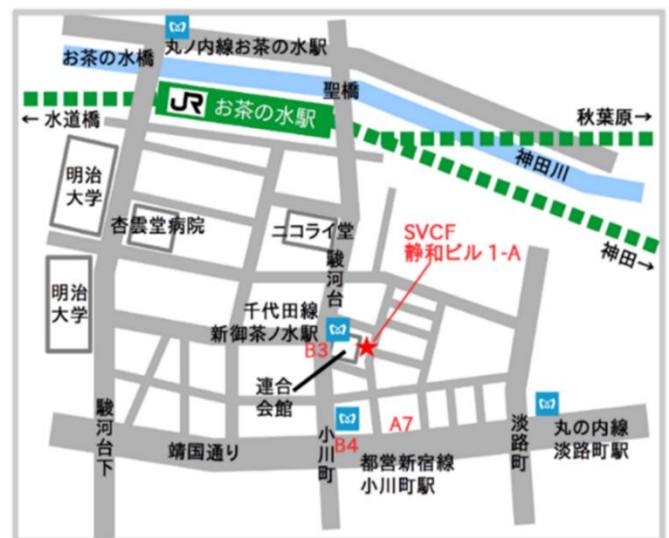 丸ノ内線お茶の水駅
お茶の水橋
聖橋
JR お茶の水駅
← 水道橋
秋葉原→
神田川
明治
大学
杏雲堂病院
ニコライ堂
SVCF
静和ビル 1-A
神田→
駿河台
明治
大学
千代田線
新御茶ノ水駅
B3
連合
会館
駿河台下
靖国通り
小川町
B4
A7
都営新宿線
小川町駅
淡路町
丸の内線
淡路町駅